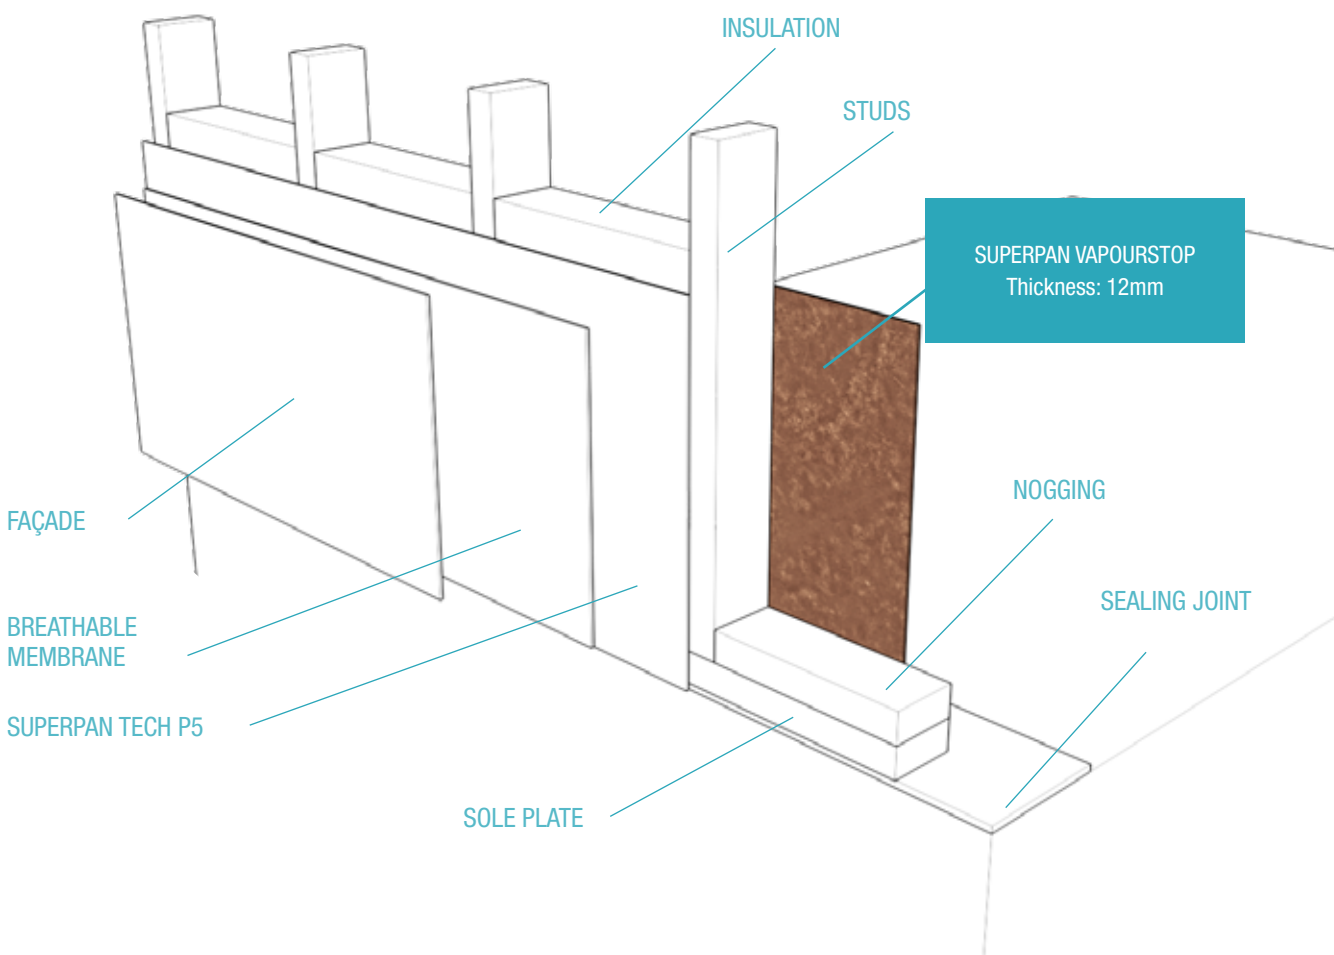 INSULATION
STUDS
SUPERPAN VAPOURSTOP
Thickness: 12mm
NOGGING
FAÇADE
SEALING JOINT
BREATHABLE
MEMBRANE
SUPERPAN TECH P5
SOLE PLATE